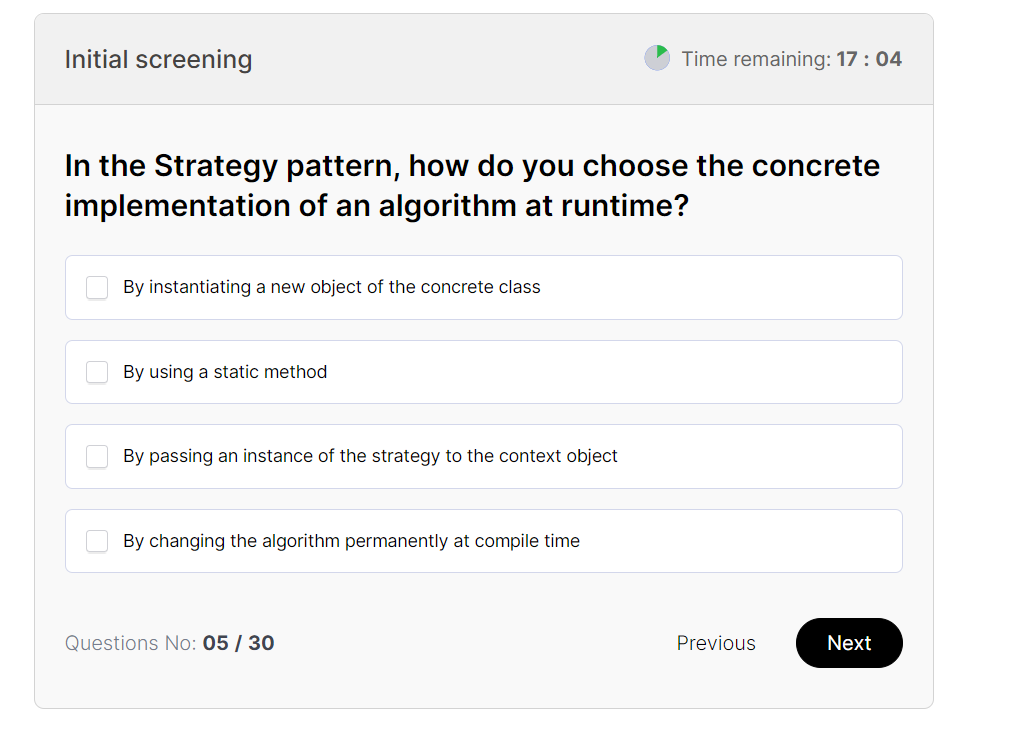 Initial screening
Time remaining: 17 : 04
In the Strategy pattern, how do you choose the concrete
implementation of an algorithm at runtime?
By instantiating a new object of the concrete class
By using a static method
By passing an instance of the strategy to the context object
By changing the algorithm permanently at compile time
Questions No: 05 / 30
Previous
Next